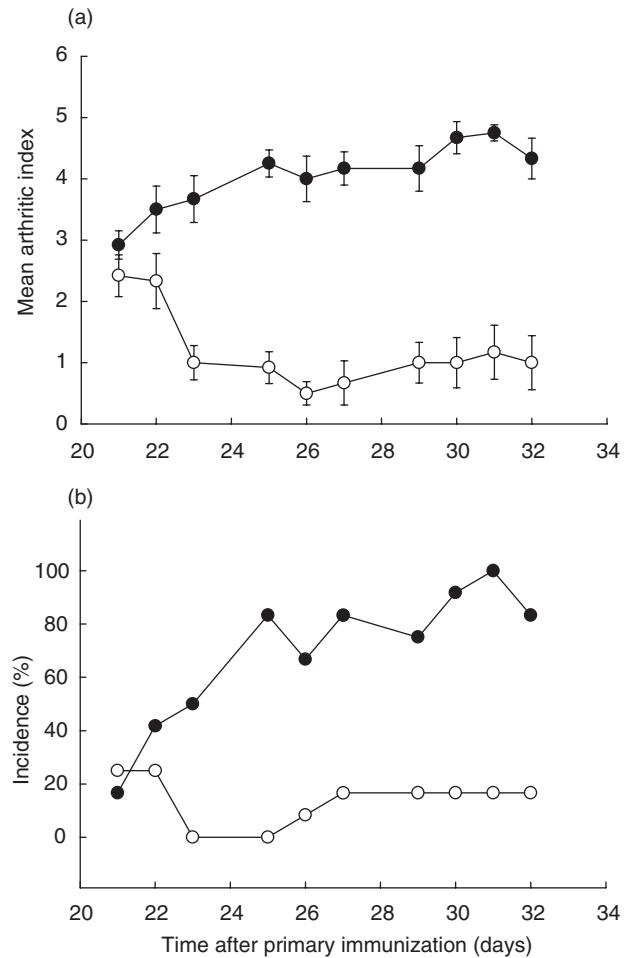 (a)
6
5
4
3
2
1
0
Mean arthritic index
20 22 24 26 28 30 32 34
(b)
100
80
60
40
20
0
Incidence (%)
20 22 24 26 28 30 32 34
Time after primary immunization (days)